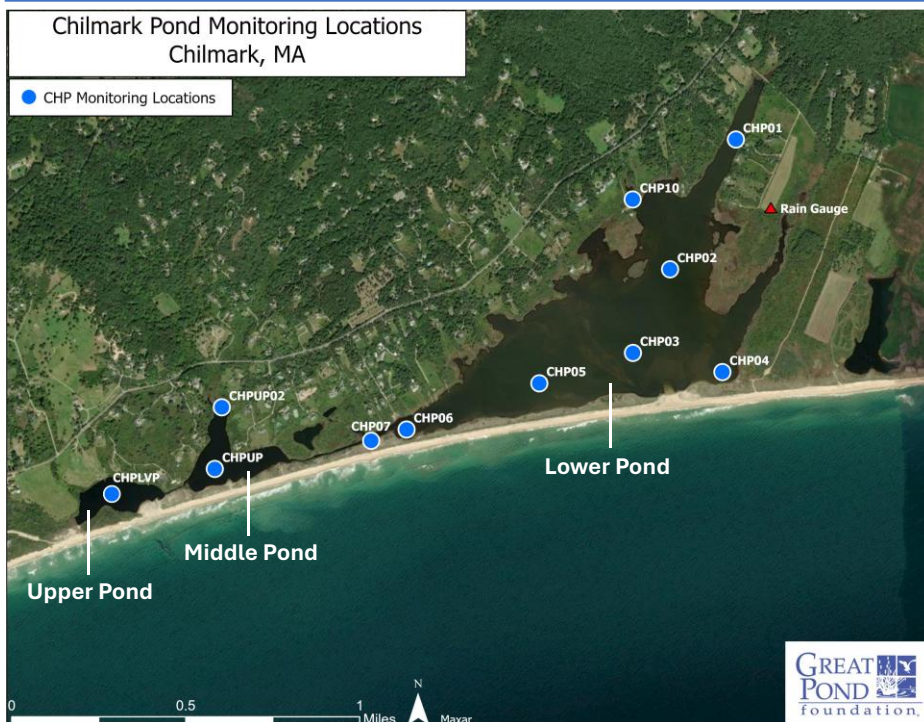 Chilmark Pond Monitoring Locations
Chilmark, MA
CHP Monitoring Locations
CHP01
CHP10
Rain Gauge
CHP02
CHP03
CHP04
CHP05
CHPUP02
CHP06
CHP07
Lower Pond
CHPUP
CHPLVP
Middle Pond
Upper Pond
GREAT
POND
foundation
N
0 0.5 1
Miles Maxar